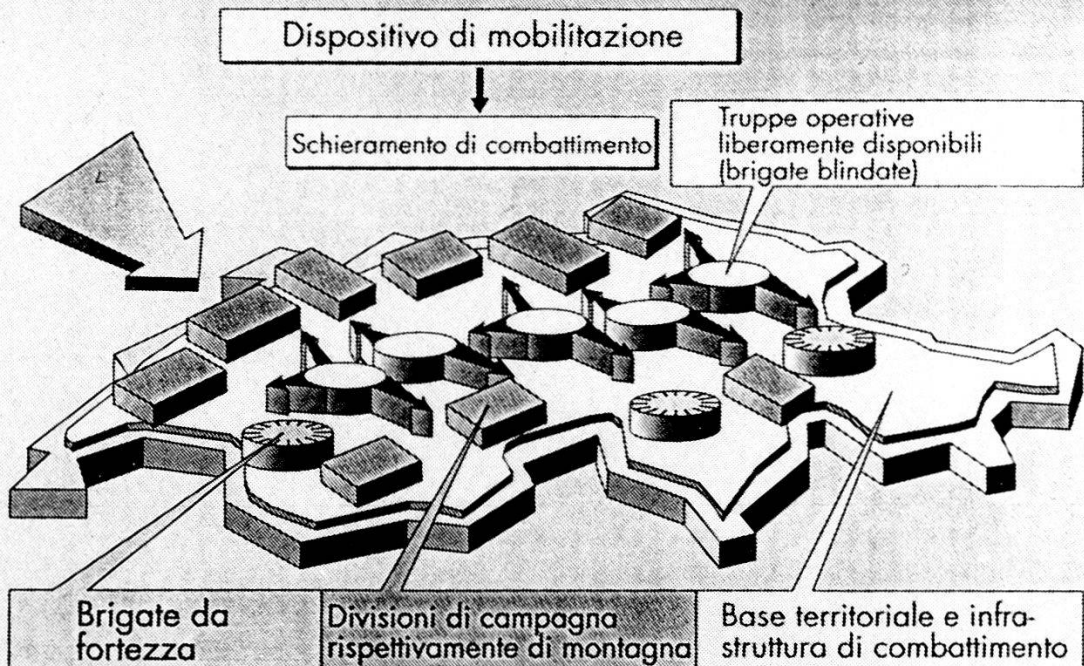 Dispositivo di mobilitazione
Schieramento di combattimento
Truppe operative
liberamente disponibili
(brigate blindate)
Brigate da
fortezza
Divisioni di campagna
rispettivamente di montagna
Base territoriale e infra-
struttura di combattimento